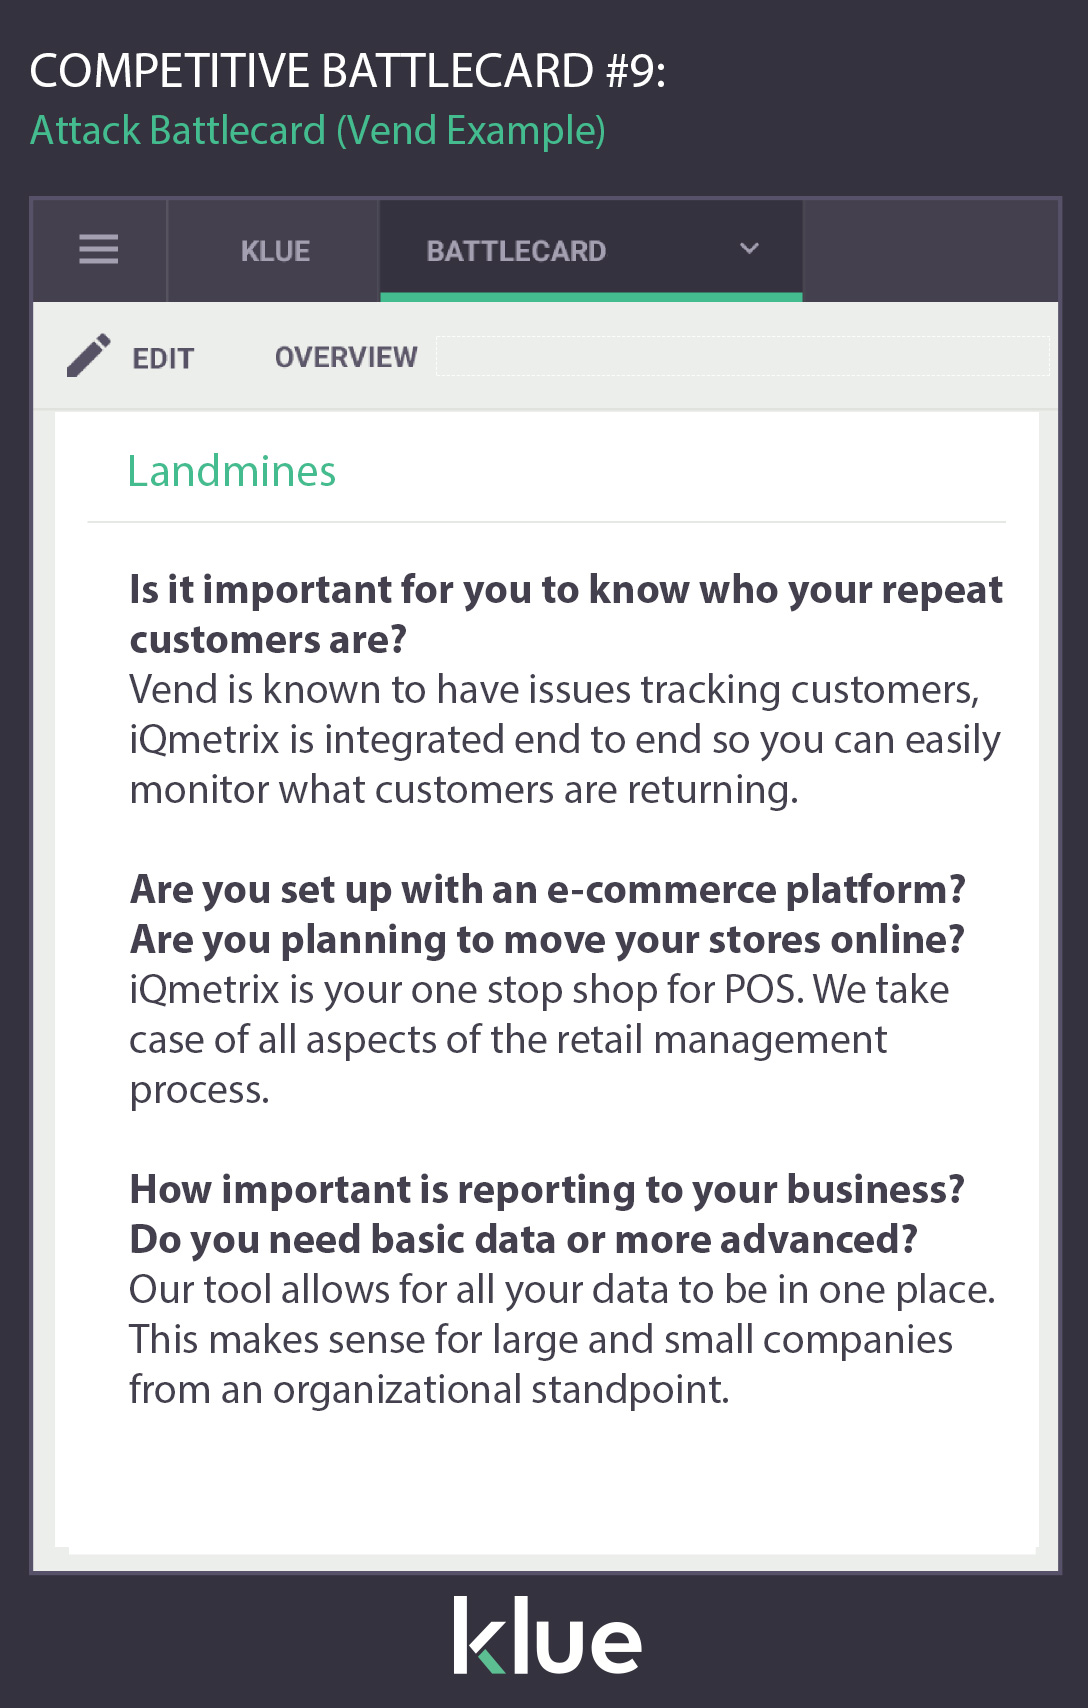 COMPETITIVE BATTLECARD #9:
Attack Battlecard (Vend Example)
KLUE
BATTLECARD
EDIT
OVERVIEW
Landmines
Is it important for you to know who your repeat
customers are?
Vend is known to have issues tracking customers,
iQmetrix is integrated end to end so you can easily
monitor what customers are returning.
Are you set up with an e-commerce platform?
Are you planning to move your stores online?
iQmetrix is your one stop shop for POS. We take
case of all aspects of the retail management
process.
How important is reporting to your business?
Do you need basic data or more advanced?
Our tool allows for all your data to be in one place.
This makes sense for large and small companies
from an organizational standpoint.
klue